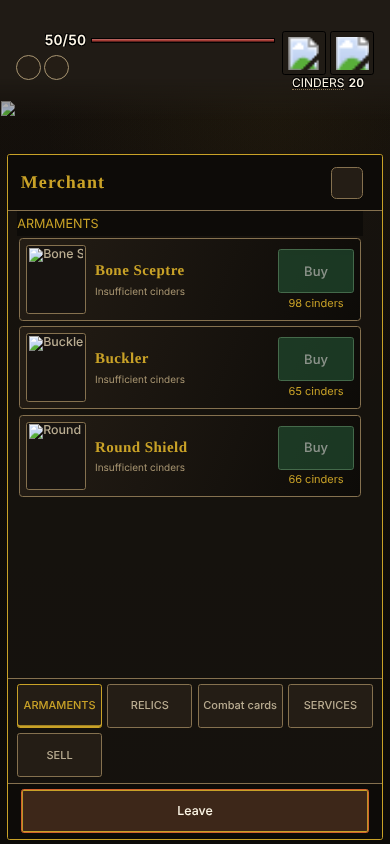 50/50
CINDERS 20
Merchant
ARMAMENTS
Bone S
Bone Sceptre
Insufficient cinders
Buy
98 cinders
Buckle
Buckler
Insufficient cinders
Buy
65 cinders
Round
Round Shield
Insufficient cinders
Buy
66 cinders
ARMAMENTS
RELICS
Combat cards
SERVICES
SELL
Leave